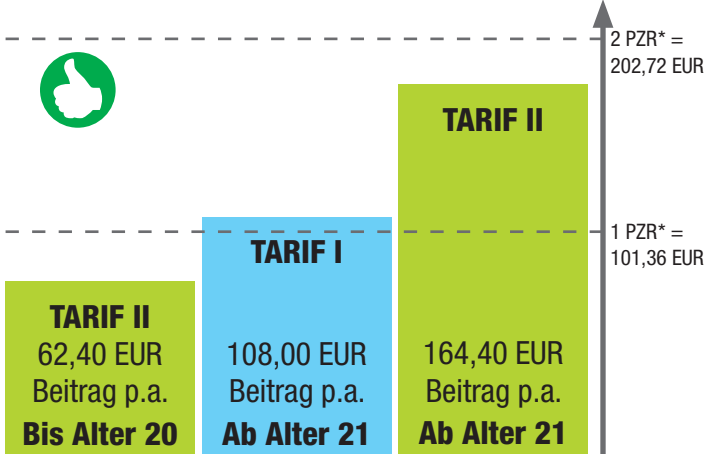 2 PZR* =
202,72 EUR
TARIF II
1 PZR* =
101,36 EUR
TARIF I
TARIF II
62,40 EUR
Beitrag p.a.
Bis Alter 20
108,00 EUR
Beitrag p.a.
Ab Alter 21
164,40 EUR
Beitrag p.a.
Ab Alter 21